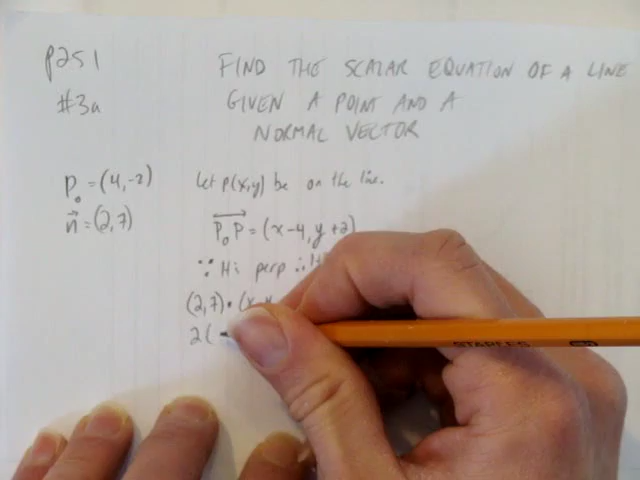 p251
#3a
FIND THE SCALAR EQUATION OF A LINE
GIVEN A POINT AND A
NORMAL VECTOR
P₀ = (4,-2)
n⃗ = (2,7)
Let P(x,y) be on the line.
P₀P = (x-4, y+2)
∵ perp ∴
(2,7)•(x
2(
STAPLES